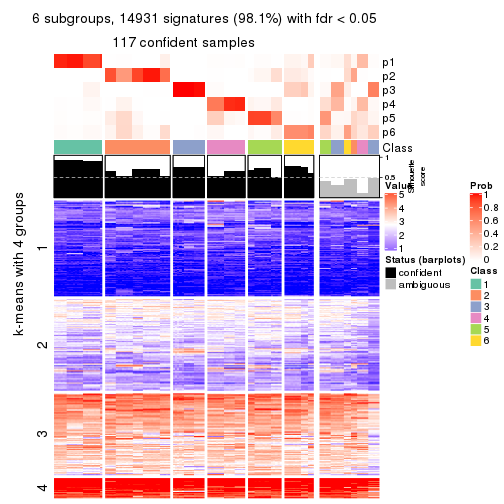 6 subgroups, 14931 signatures (98.1%) with fdr < 0.05
117 confident samples
p1
p2
p3
p4
p5
p6
Class
1
0.5
0
Silhouette
score
k-means with 4 groups
1
2
3
4
Value
5
4
3
2
1
Status (barplots)
confident
ambiguous
Prob
1
0.8
0.6
0.4
0.2
0
Class
1
2
3
4
5
6